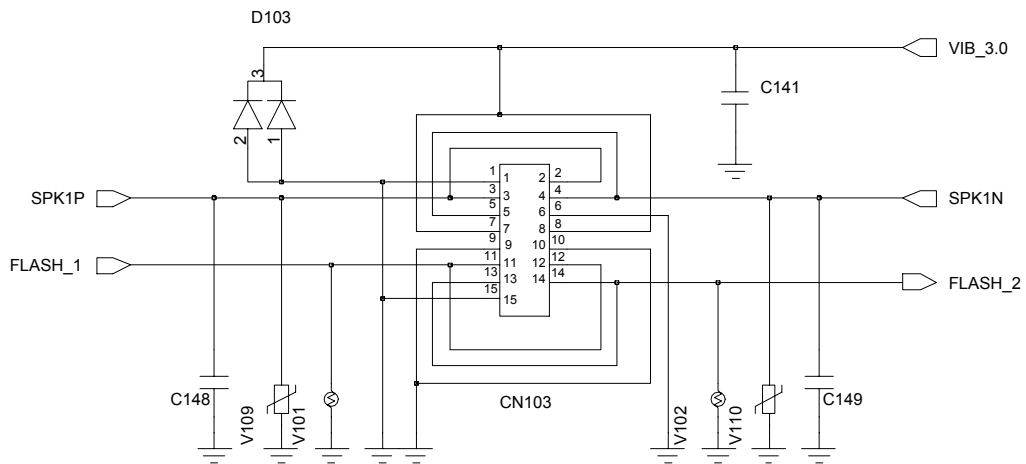 D103
VIB_3.0
3
C141
2 1
1 1 2 2
SPK1P 3 3 4 4 SPK1N
5 5 6 6
7 7 8 8
9 9 10 10
FLASH_1 11 11 12 12
13 13 14 14 FLASH_2
15 15
C148 V109 V101 CN103 V102 V110 C149